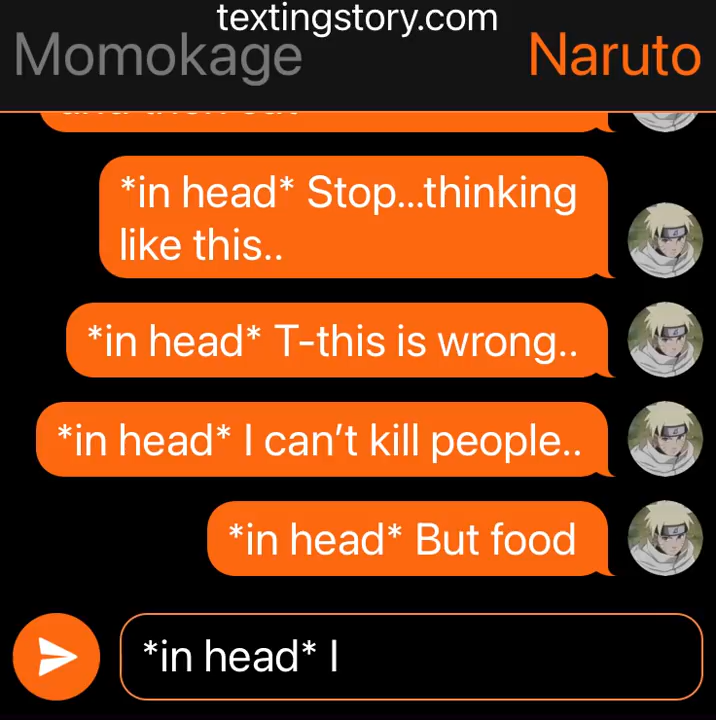 textingstory.com
Momokage
Naruto
*in head* Stop...thinking
like this..
*in head* T-this is wrong..
*in head* I can’t kill people..
*in head* But food
*in head* I